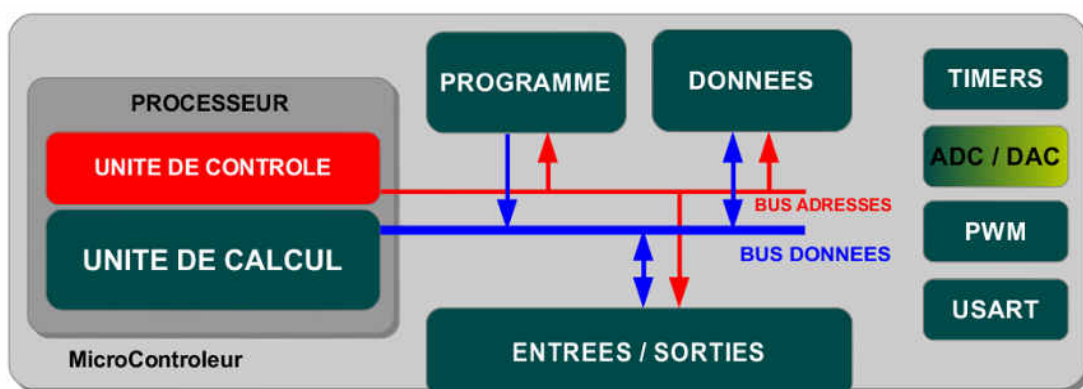 PROCESSEUR
UNITE DE CONTROLE
UNITE DE CALCUL
MicroControleur
PROGRAMME
DONNEES
BUS ADRESSES
BUS DONNEES
ENTREES / SORTIES
TIMERS
ADC / DAC
PWM
USART